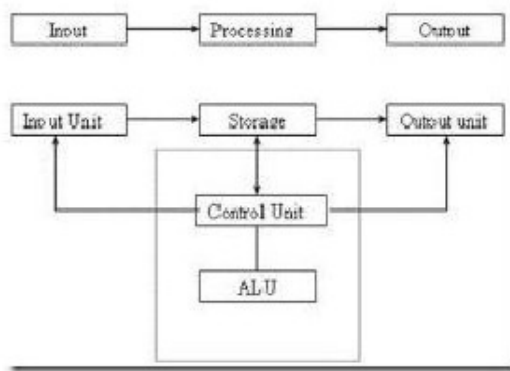 Input
Processing
Output
Input Unit
Storage
Output unit
Control Unit
ALU